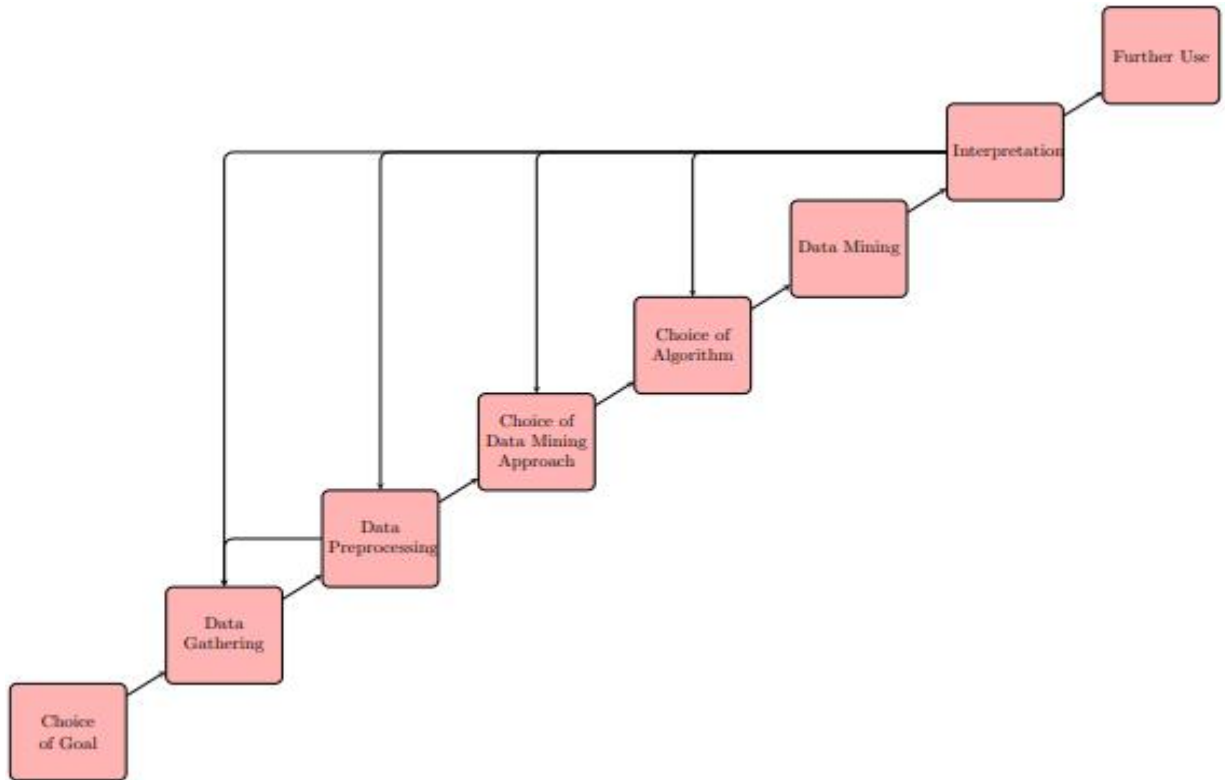 Further Use
Interpretation
Data Mining
Choice of
Algorithm
Choice of
Data Mining
Approach
Data
Preprocessing
Data
Gathering
Choice
of Goal